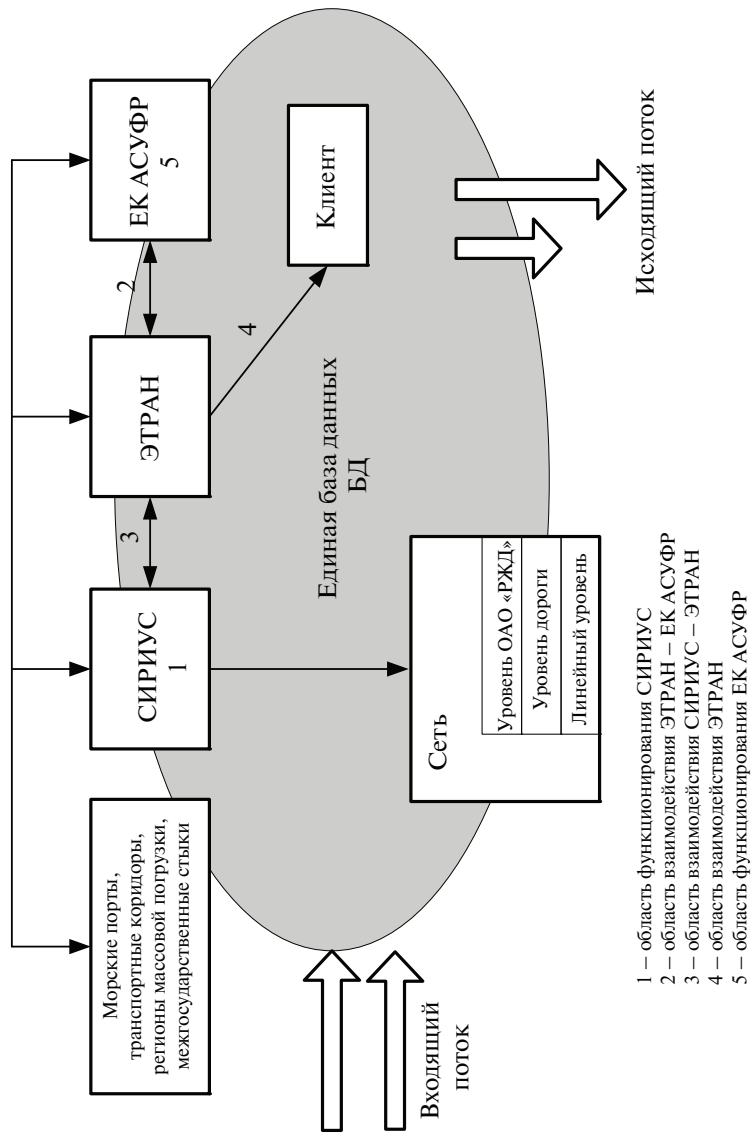 Морские порты,
транспортные коридоры,
регионы массовой погрузки,
межгосударственные стыки
СИРИУС
1
3
ЭТРАН
2
ЕК АСУФР
5
4
Клиент
Единая база данных
БД
Сеть
Уровень ОАО «РЖД»
Уровень дороги
Линейный уровень
Входящий
поток
Исходящий поток
1 – область функционирования СИРИУС
2 – область взаимодействия ЭТРАН – ЕК АСУФР
3 – область взаимодействия СИРИУС – ЭТРАН
4 – область взаимодействия ЭТРАН
5 – область функционирования ЕК АСУФР